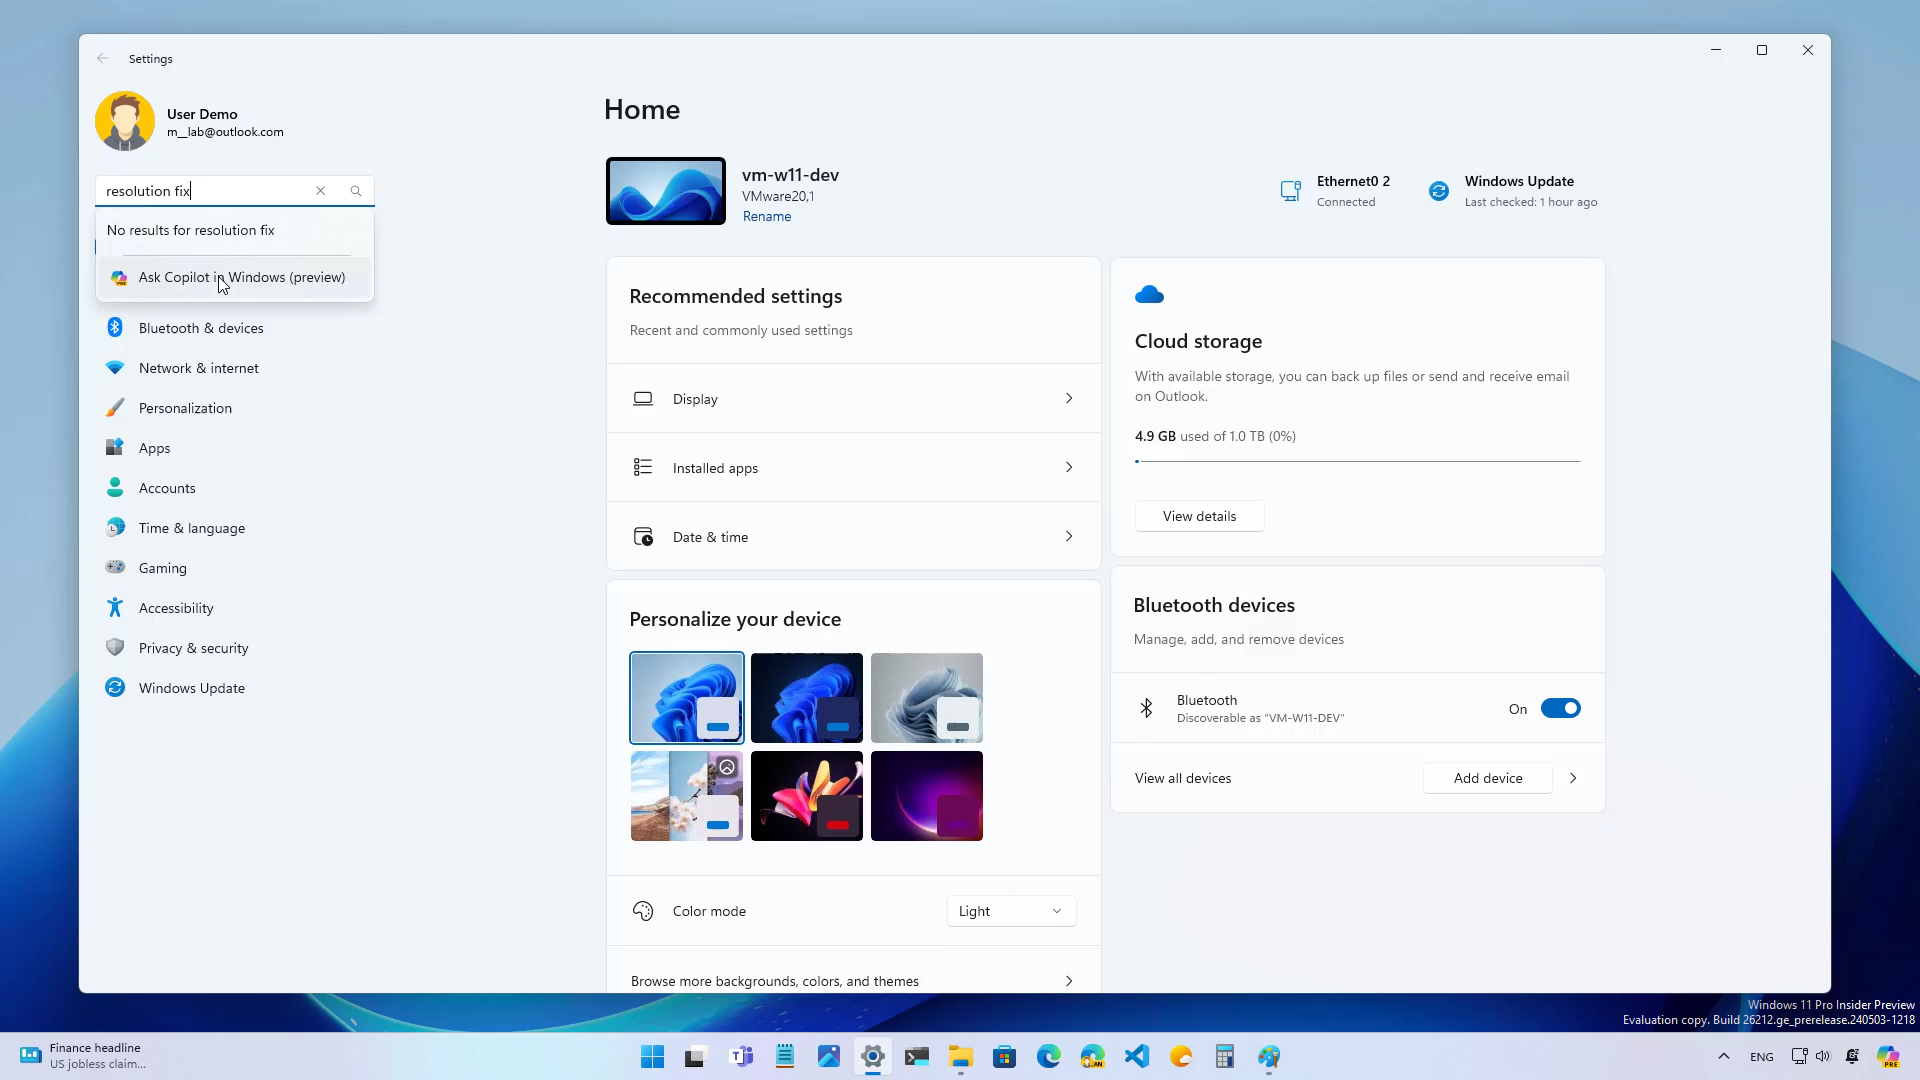 Settings
User Demo
m__lab@outlook.com
resolution fix
No results for resolution fix
Ask Copilot in Windows (preview)
Bluetooth & devices
Network & internet
Personalization
Apps
Accounts
Time & language
Gaming
Accessibility
Privacy & security
Windows Update
Home
vm-w11-dev
VMware20,1
Rename
Ethernet0 2
Connected
Windows Update
Last checked: 1 hour ago
Recommended settings
Recent and commonly used settings
Display
Installed apps
Date & time
Personalize your device
Color mode
Light
Browse more backgrounds, colors, and themes
Cloud storage
With available storage, you can back up files or send and receive email
on Outlook.
4.9 GB used of 1.0 TB (0%)
View details
Bluetooth devices
Manage, add, and remove devices
Bluetooth
Discoverable as "VM-W11-DEV"
On
View all devices
Add device
Windows 11 Pro Insider Preview
Evaluation copy. Build 26212.ge_prerelease.240503-1218
Finance headline
US jobless claim...
CAN
ENG
PRE